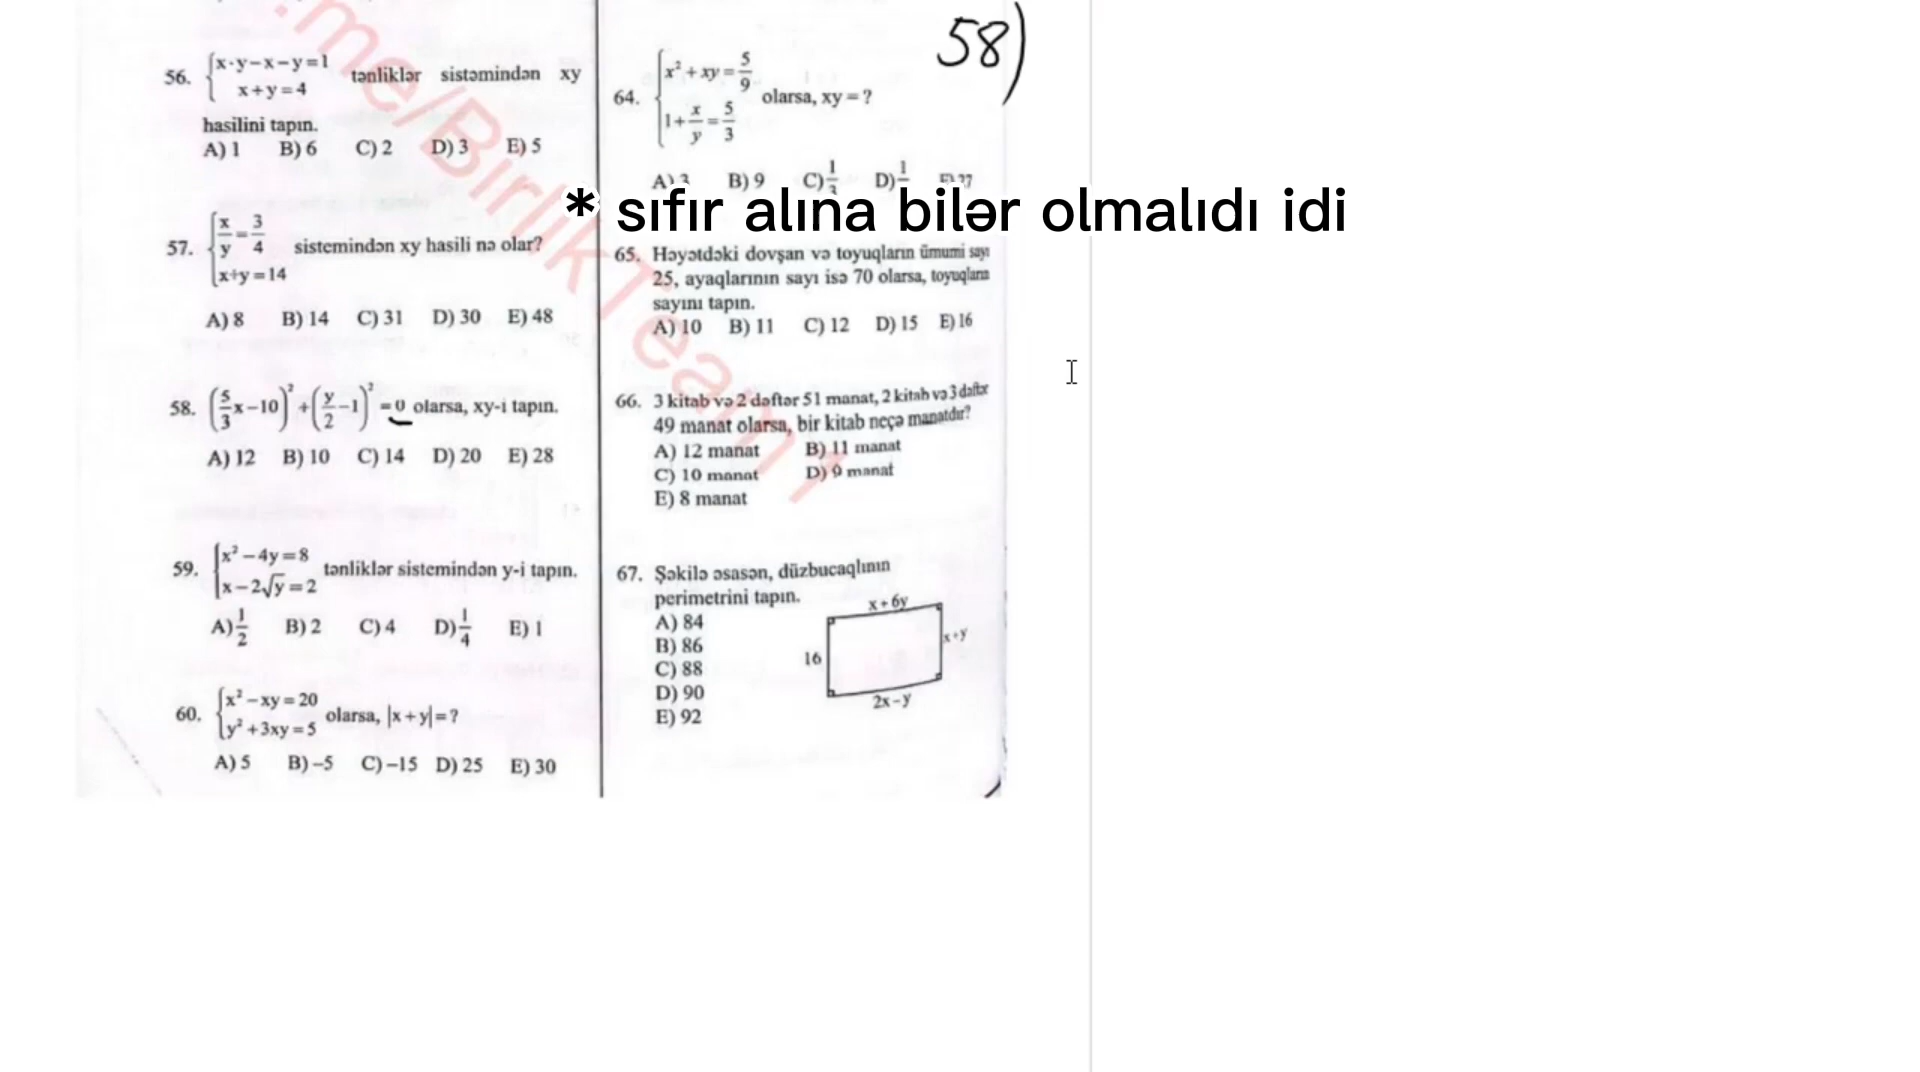 58)
56. {x·y−x−y=1
x+y=4 tənliklər sistəmindən xy
hasilini tapın.
A) 1 B) 6 C) 2 D) 3 E) 5
57. {x/y=3/4
x+y=14 sistemindən xy hasili nə olar?
A) 8 B) 14 C) 31 D) 30 E) 48
58. (5/3x−10)²+(y/2−1)²=0 olarsa, xy-i tapın.
A) 12 B) 10 C) 14 D) 20 E) 28
59. {x²−4y=8
x−2√y=2 tənliklər sistemindən y-i tapın.
A) 1/2 B) 2 C) 4 D) 1/4 E) 1
60. {x²−xy=20
y²+3xy=5 olarsa, |x+y|=?
A) 5 B) −5 C) −15 D) 25 E) 30
64. {x²+xy=5/9
1+x/y=5/3 olarsa, xy=?
A) 3 B) 9 C) 1/3 D) 1 E) 27
* sıfır alına bilər olmalıdı idi
65. Həyətdəki dovşan və toyuqların ümumi sayı
25, ayaqlarının sayı isə 70 olarsa, toyuqların
sayını tapın.
A) 10 B) 11 C) 12 D) 15 E) 16
66. 3 kitab və 2 dəftər 51 manat, 2 kitab və 3 dəftər
49 manat olarsa, bir kitab neçə manatdır?
A) 12 manat B) 11 manat
C) 10 manat D) 9 manat
E) 8 manat
67. Şəkilə əsasən, düzbucaqlının
perimetrini tapın.
A) 84
B) 86
C) 88
D) 90
E) 92
x+6y
x+y
16
2x−y
.me/BirlikTeam1